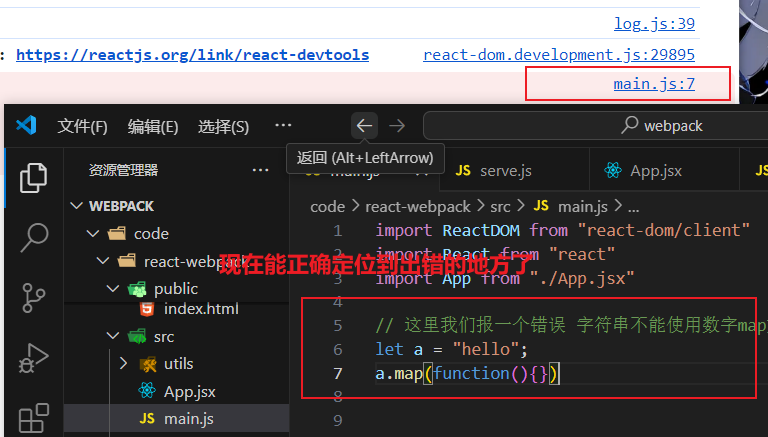 log.js:39
: https://reactjs.org/link/react-devtools react-dom.development.js:29895
main.js:7
文件(F) 编辑(E) 选择(S) ··· webpack
返回 (Alt+LeftArrow)
资源管理器 ···
JS serve.js App.jsx JS
WEBPACK
code
react-webpack
public
index.html
src
utils
App.jsx
JS main.js
code > react-webpack > src > JS main.js > ...
1 import ReactDOM from "react-dom/client"
2 import React from "react"
3 import App from "./App.jsx"
现在能正确定位到出错的地方了
4
5 // 这里我们报一个错误 字符串不能使用数字map
6 let a = "hello";
7 a.map(function(){})
8
9